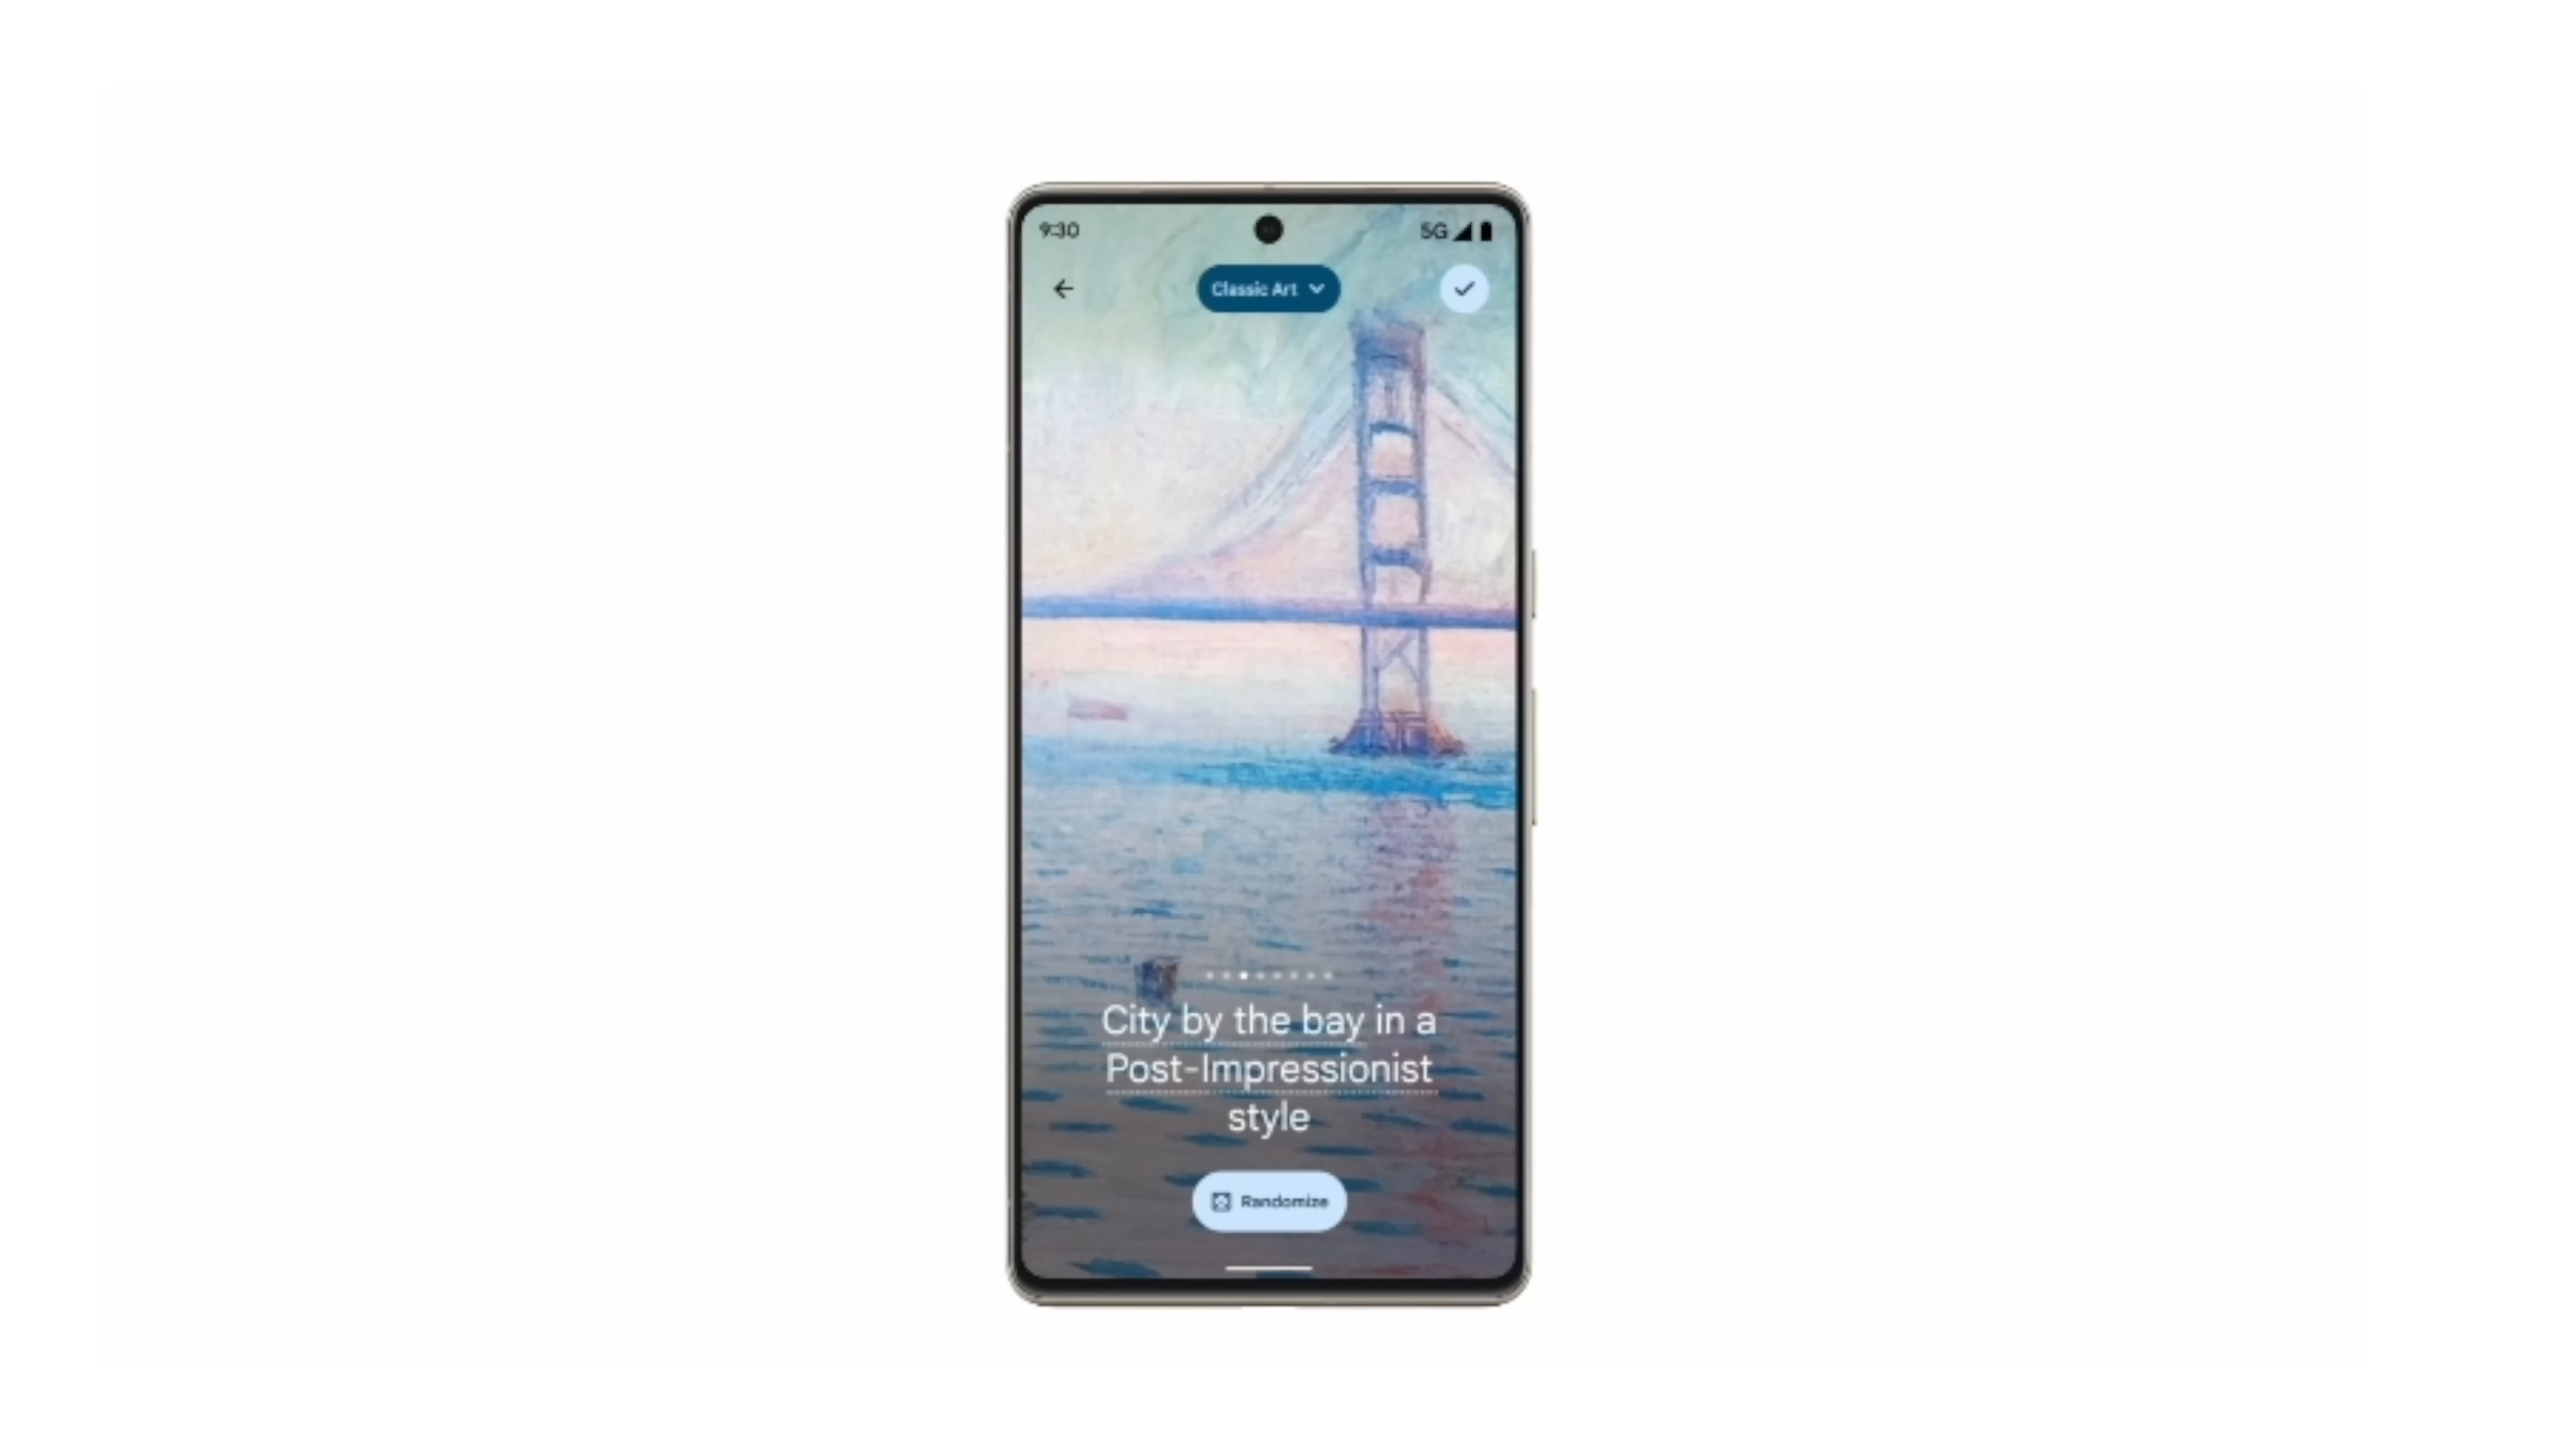 9:30
5G
Classic Art
City by the bay in a
Post-Impressionist
style
Randomize